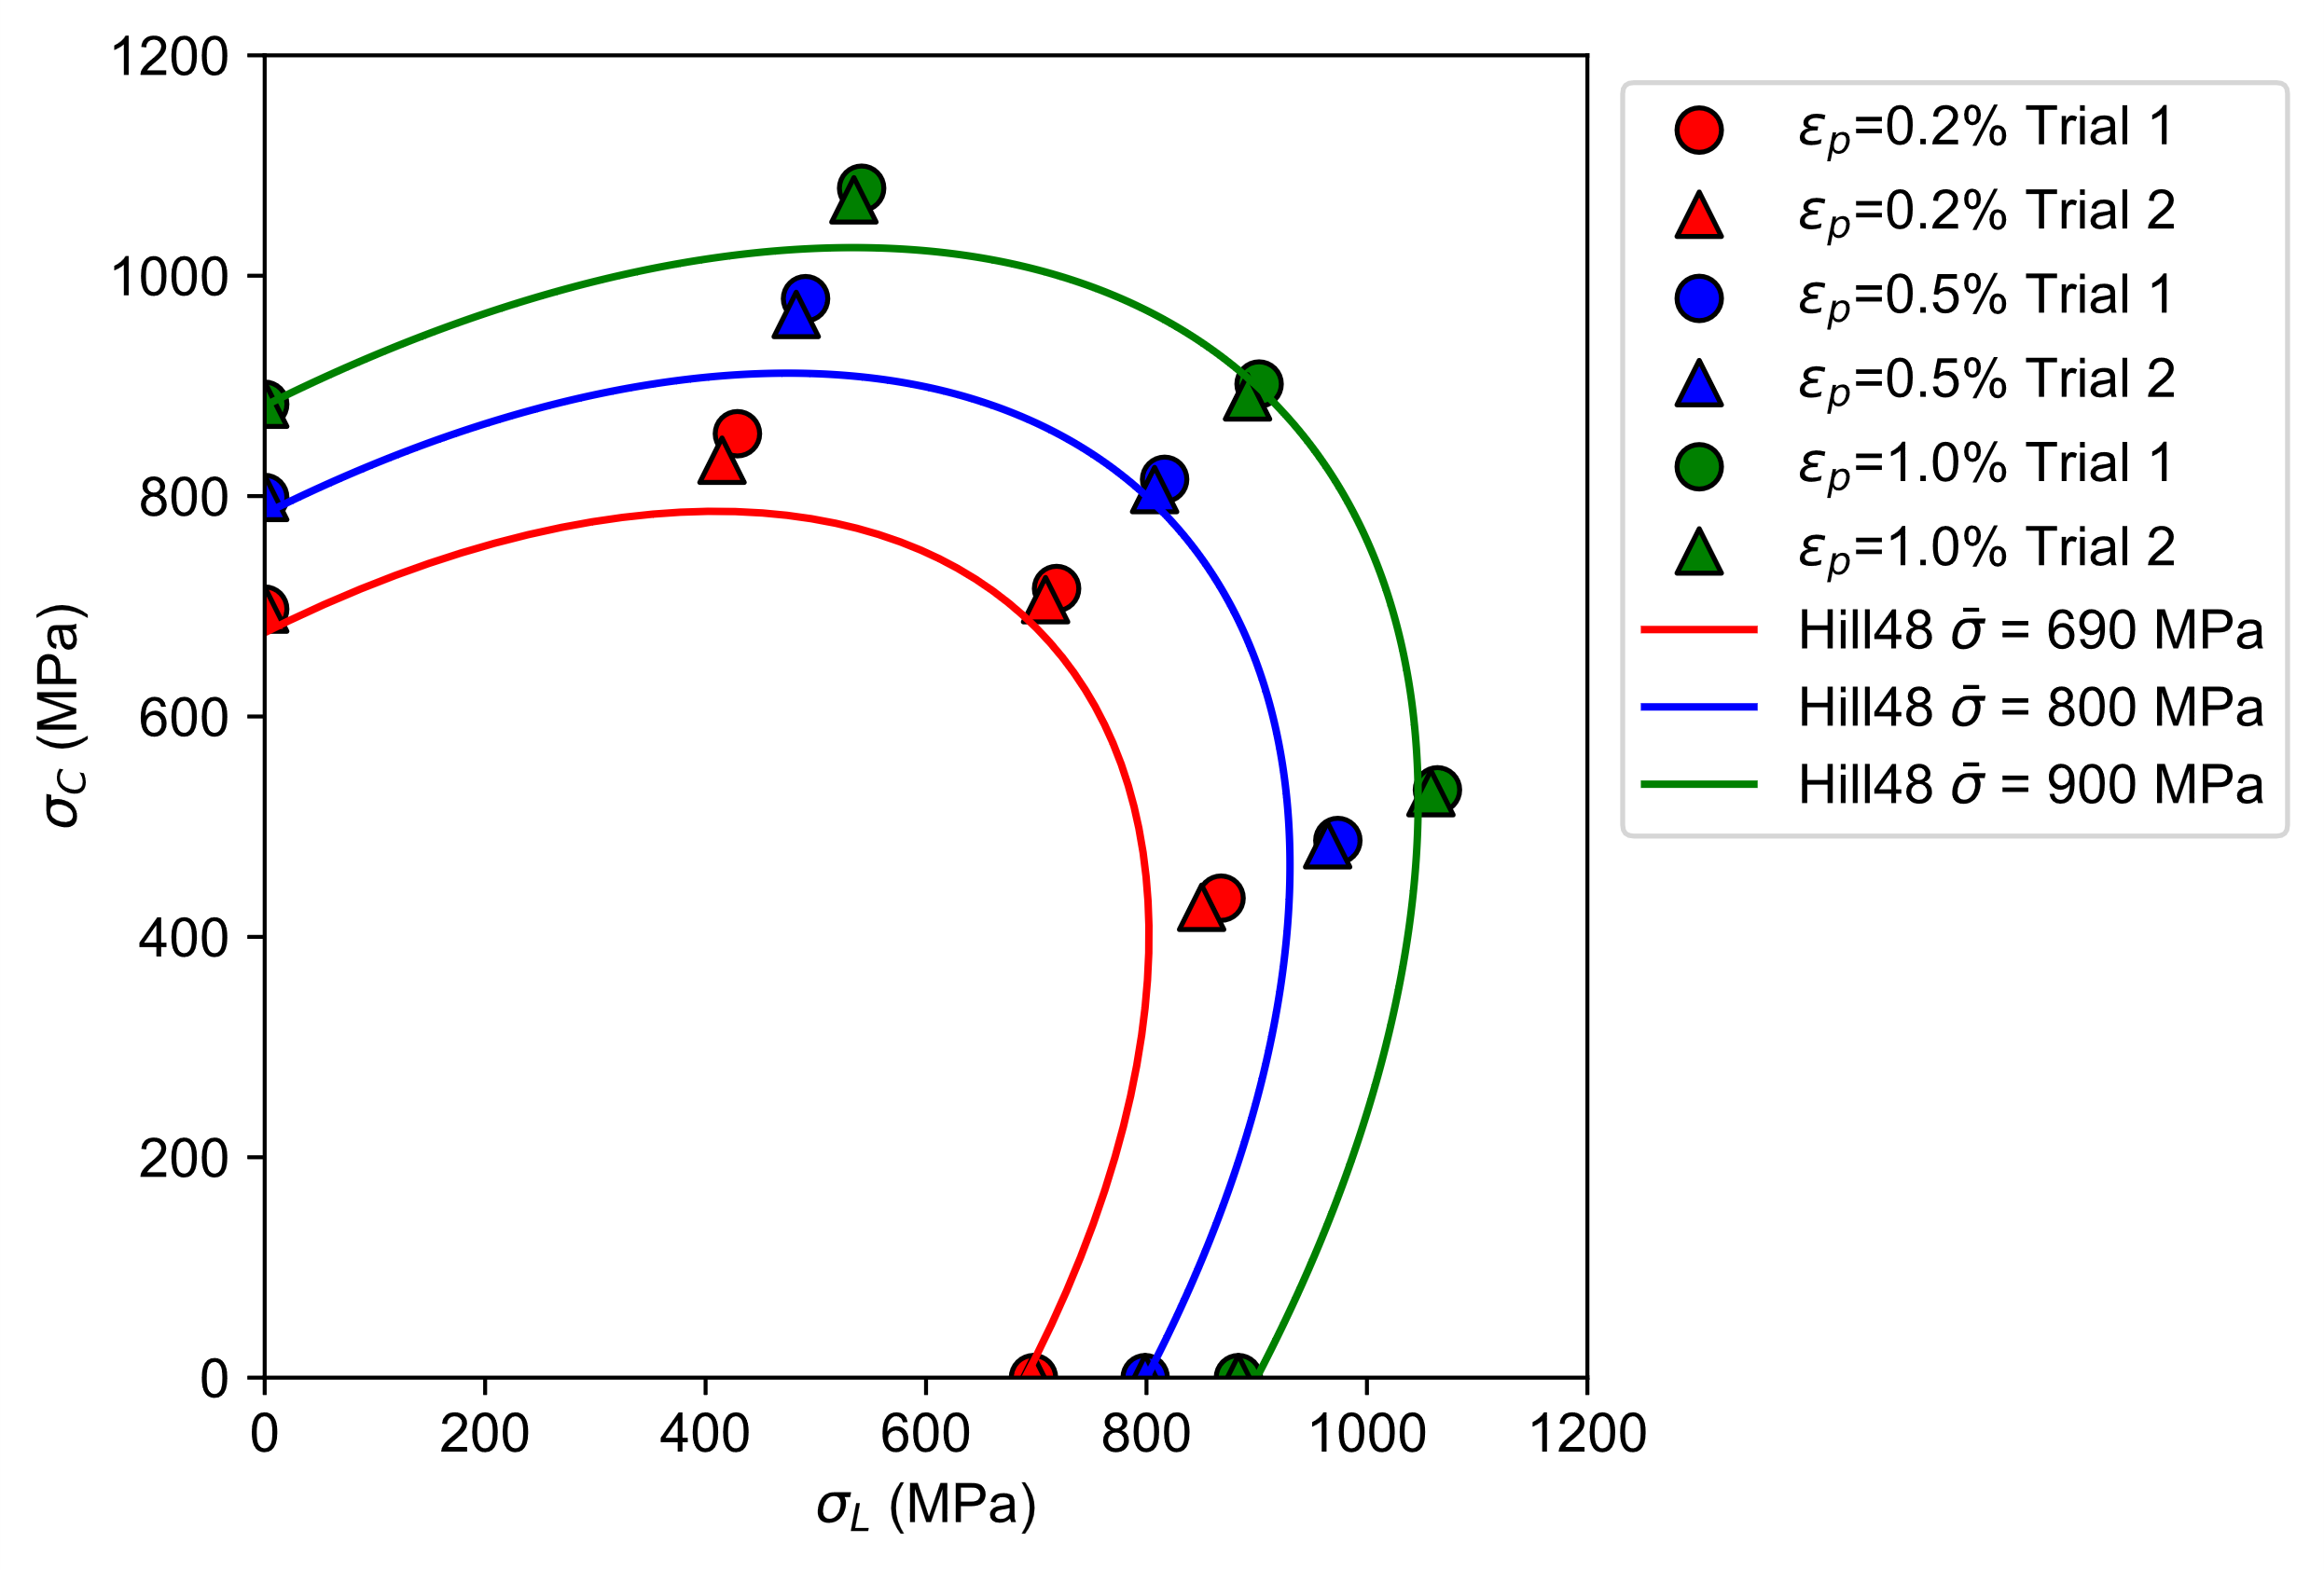 1200
1000
800
600
400
200
0
σC (MPa)
0 200 400 600 800 1000 1200
σL (MPa)
εp=0.2% Trial 1
εp=0.2% Trial 2
εp=0.5% Trial 1
εp=0.5% Trial 2
εp=1.0% Trial 1
εp=1.0% Trial 2
Hill48 σ̄ = 690 MPa
Hill48 σ̄ = 800 MPa
Hill48 σ̄ = 900 MPa